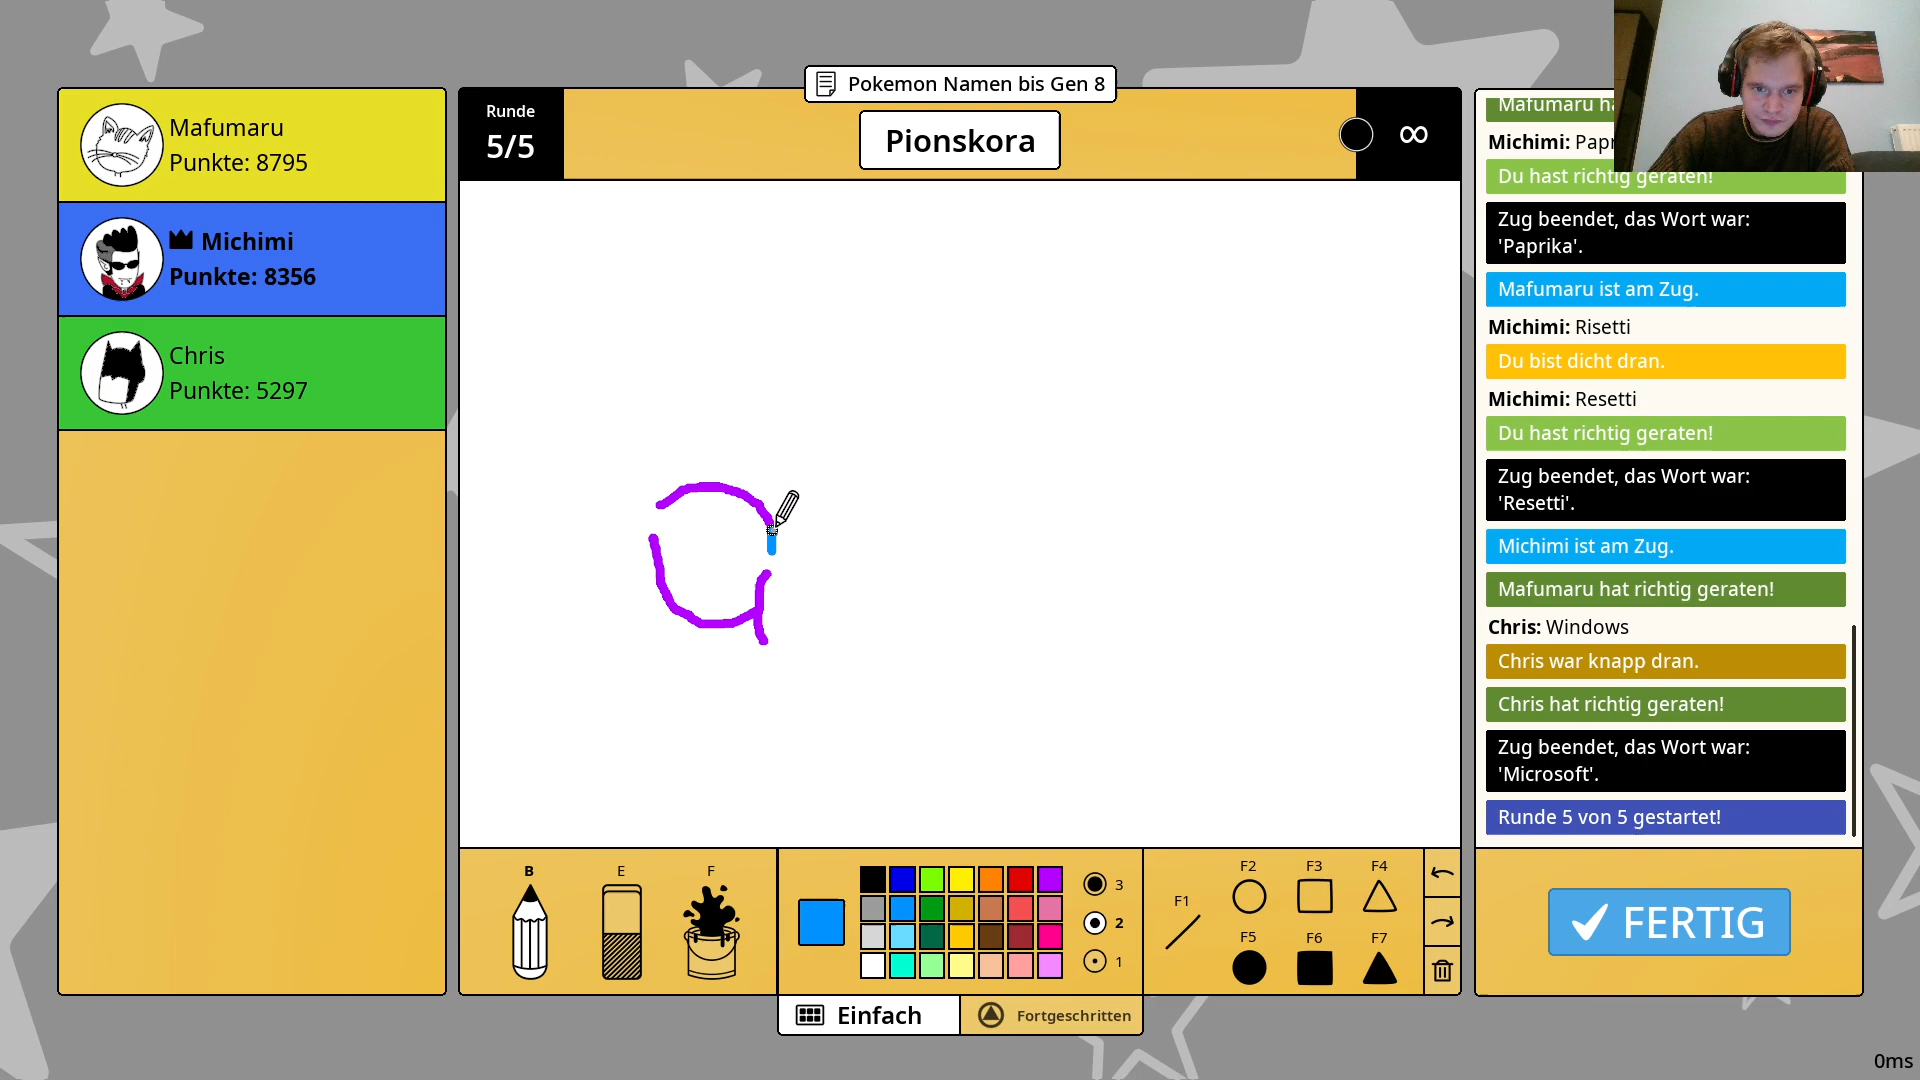 Pokemon Namen bis Gen 8
Mafumaru
Punkte: 8795
Michimi
Punkte: 8356
Chris
Punkte: 5297
Runde
5/5
Pionskora
∞
Mafumaru ha
Michimi: Papr
Du hast richtig geraten!
Zug beendet, das Wort war:
'Paprika'.
Mafumaru ist am Zug.
Michimi: Risetti
Du bist dicht dran.
Michimi: Resetti
Du hast richtig geraten!
Zug beendet, das Wort war:
'Resetti'.
Michimi ist am Zug.
Mafumaru hat richtig geraten!
Chris: Windows
Chris war knapp dran.
Chris hat richtig geraten!
Zug beendet, das Wort war:
'Microsoft'.
Runde 5 von 5 gestartet!
B
E
F
3
2
1
F1
F2
F3
F4
F5
F6
F7
FERTIG
Einfach
Fortgeschritten
0ms